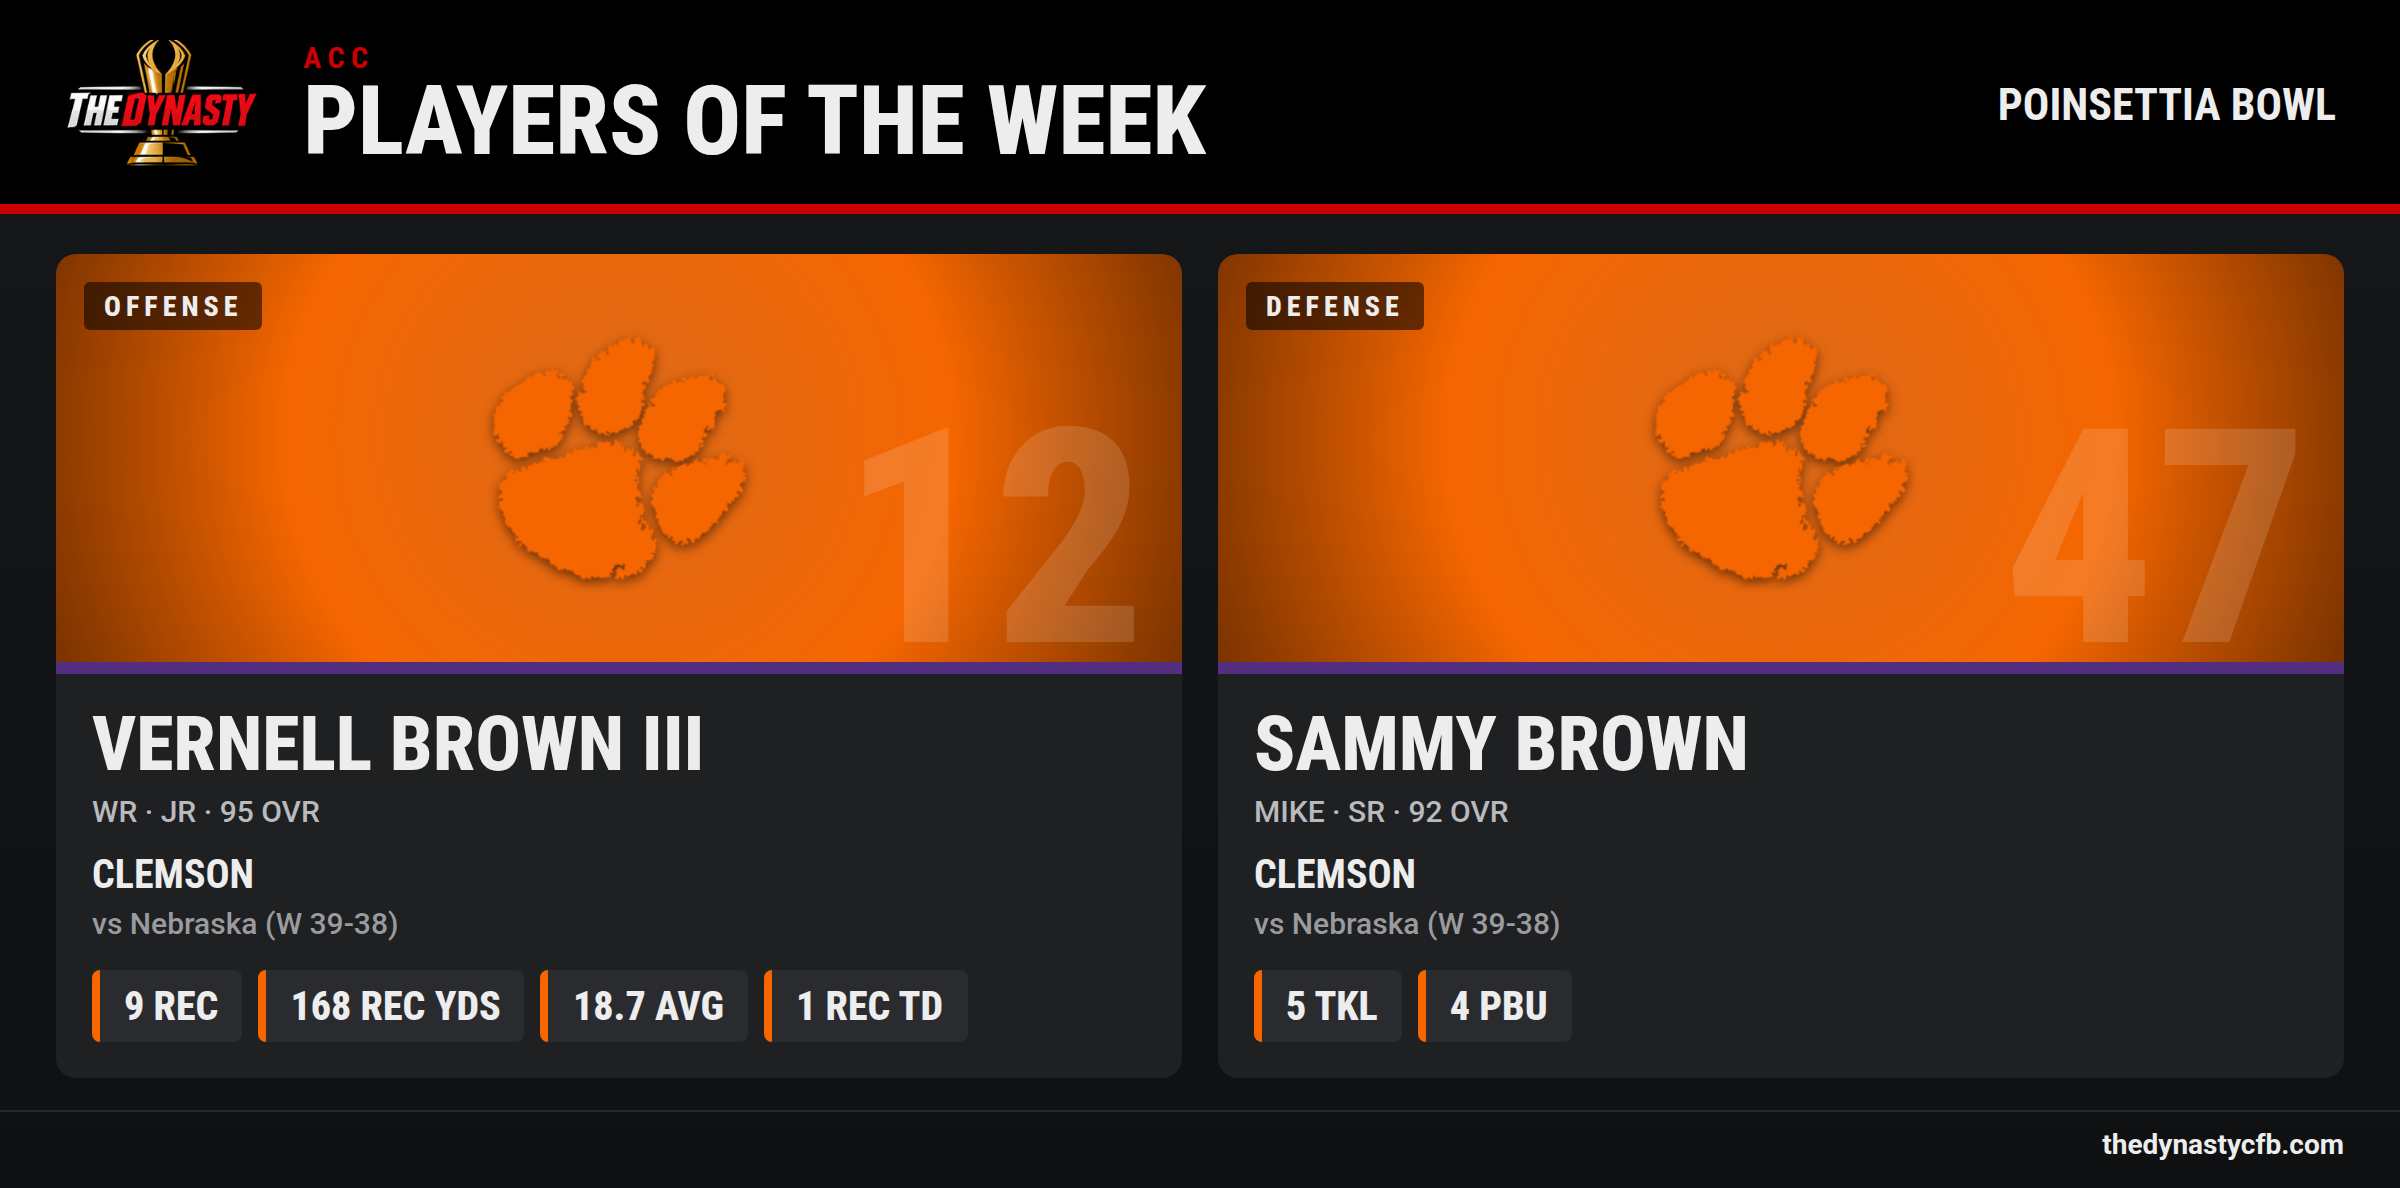 THE DYNASTY
ACC
PLAYERS OF THE WEEK
POINSETTIA BOWL
OFFENSE
12
VERNELL BROWN III
WR · JR · 95 OVR
CLEMSON
vs Nebraska (W 39-38)
9 REC
168 REC YDS
18.7 AVG
1 REC TD
DEFENSE
47
SAMMY BROWN
MIKE · SR · 92 OVR
CLEMSON
vs Nebraska (W 39-38)
5 TKL
4 PBU
thedynastycfb.com